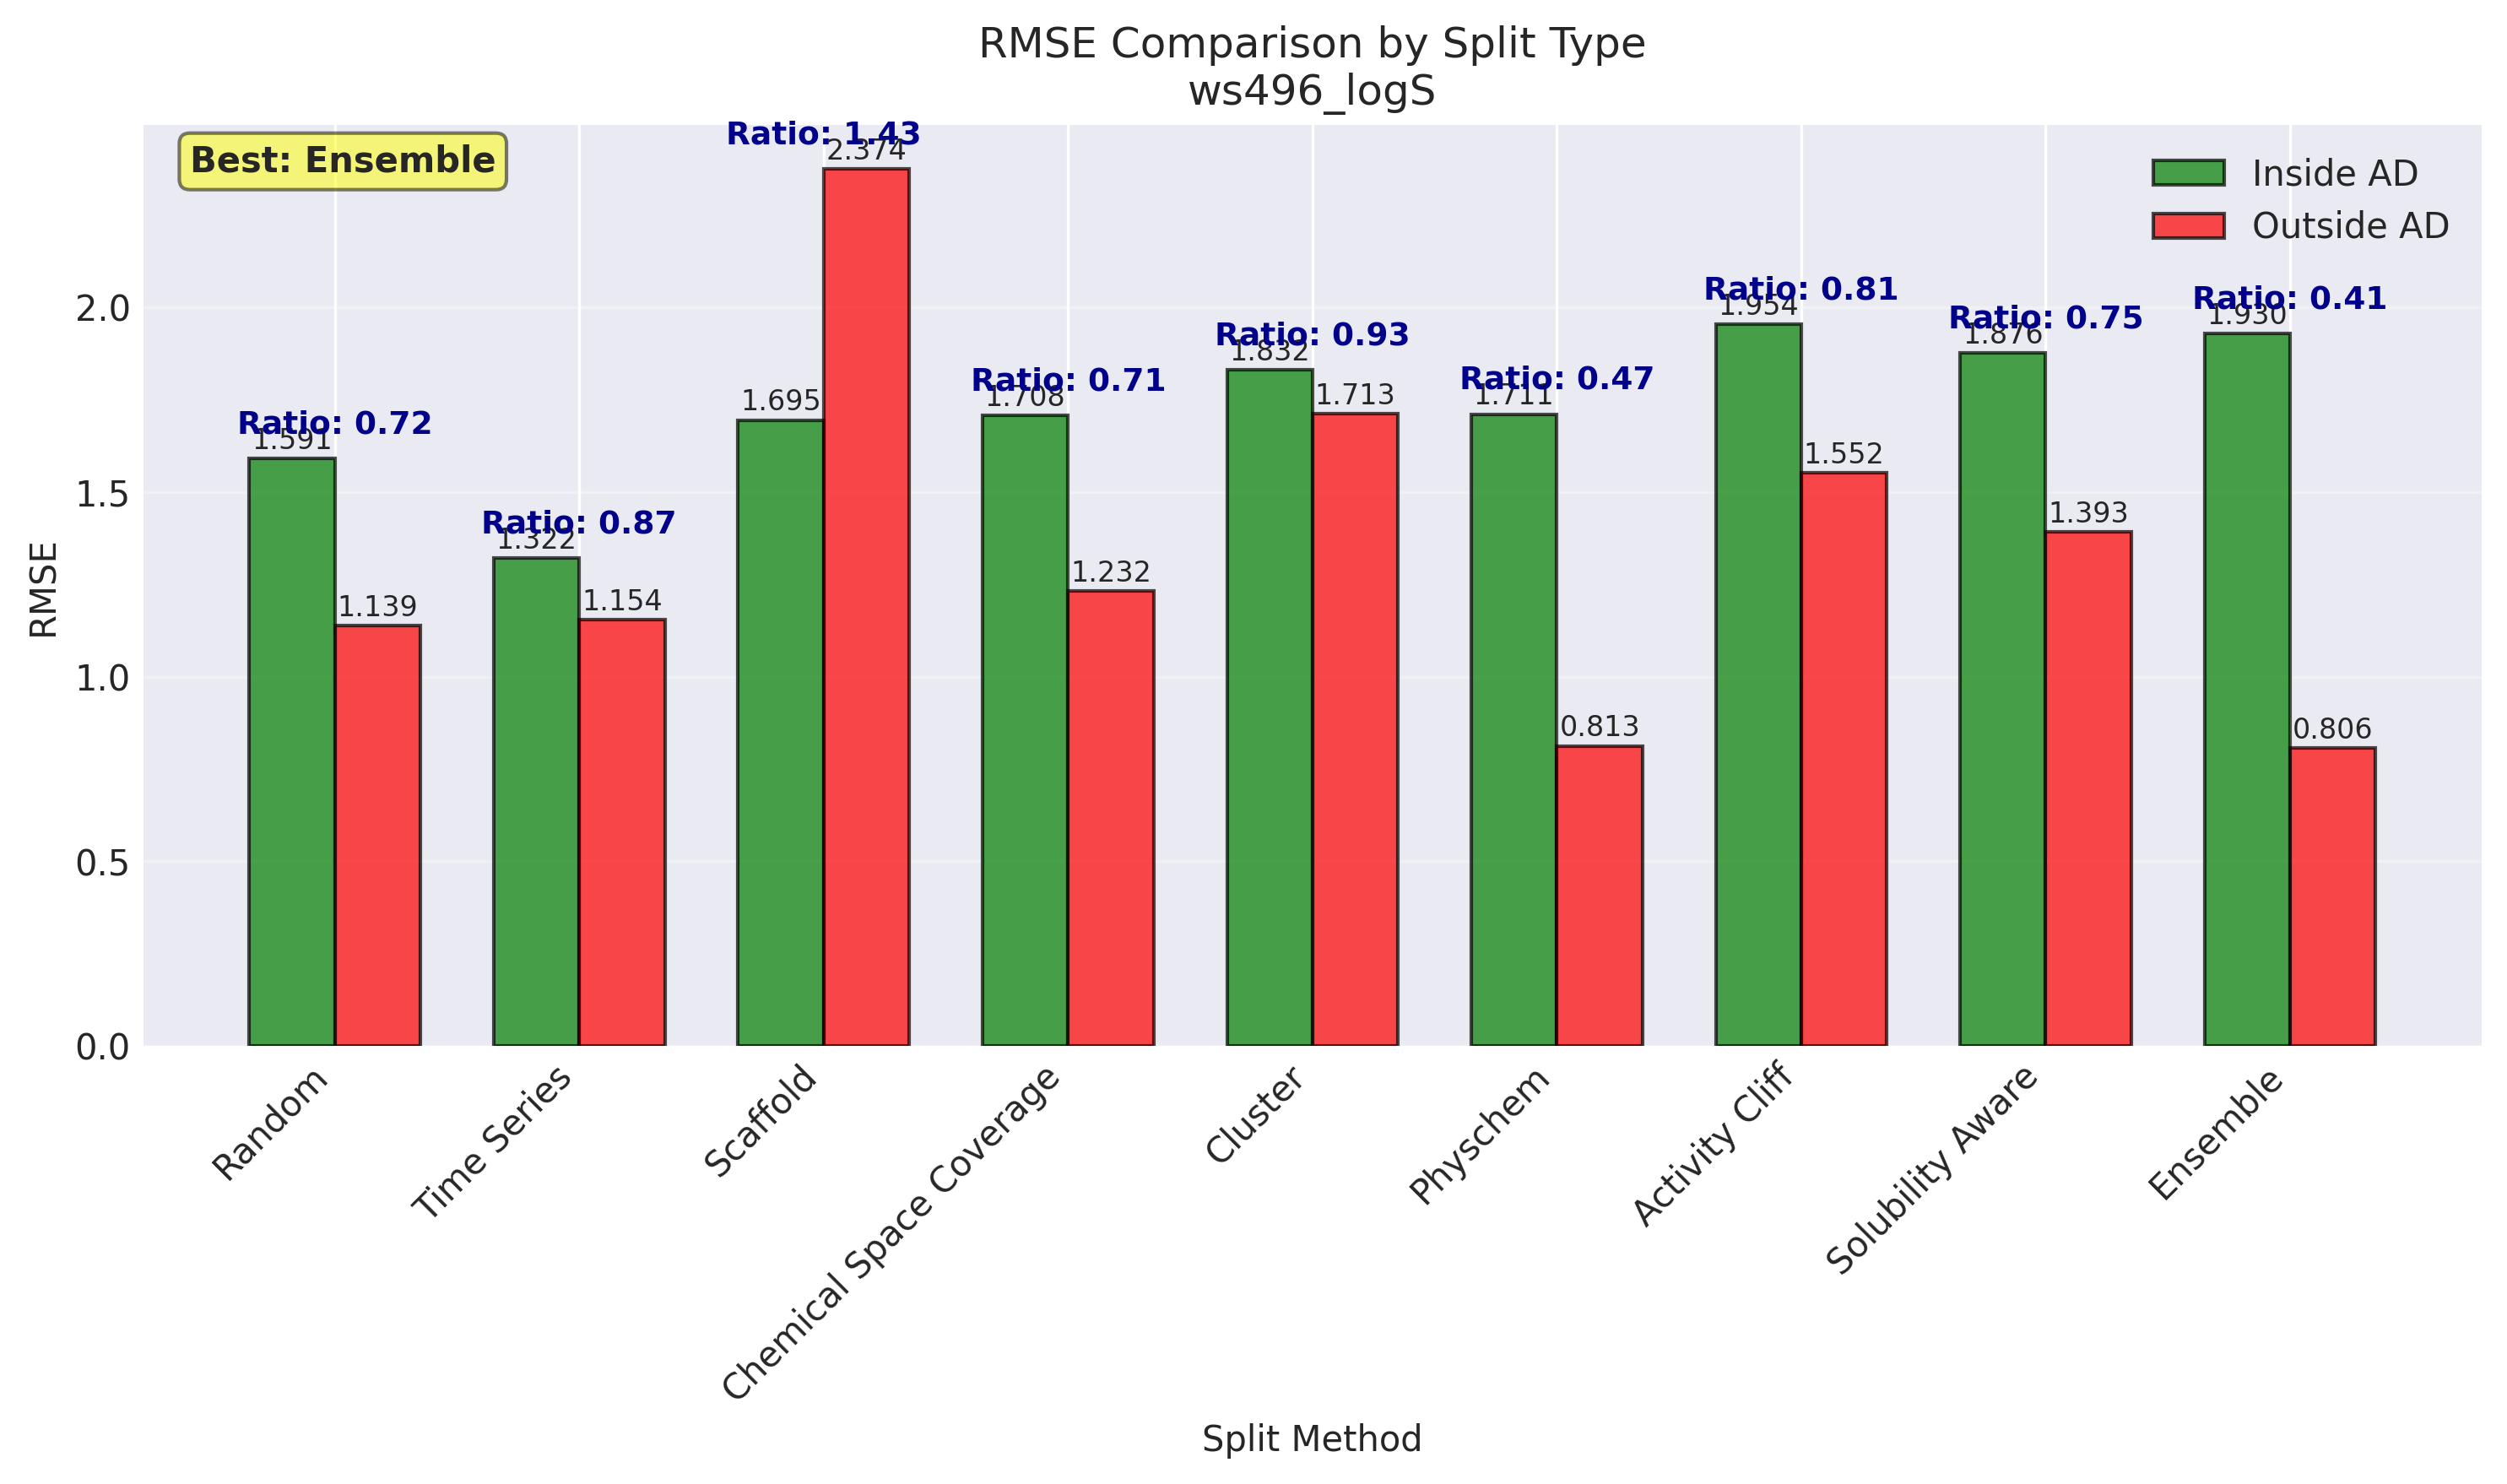 RMSE Comparison by Split Type
ws496_logS
Best: Ensemble
Inside AD
Outside AD
RMSE
2.0
1.5
1.0
0.5
0.0
Ratio: 0.72
1.591
1.139
Ratio: 0.87
1.322
1.154
Ratio: 1.43
1.695
2.374
Ratio: 0.71
1.708
1.232
Ratio: 0.93
1.832
1.713
Ratio: 0.47
1.711
0.813
Ratio: 0.81
1.954
1.552
Ratio: 0.75
1.876
1.393
Ratio: 0.41
1.930
0.806
Random
Time Series
Scaffold
Chemical Space Coverage
Cluster
Physchem
Activity Cliff
Solubility Aware
Ensemble
Split Method